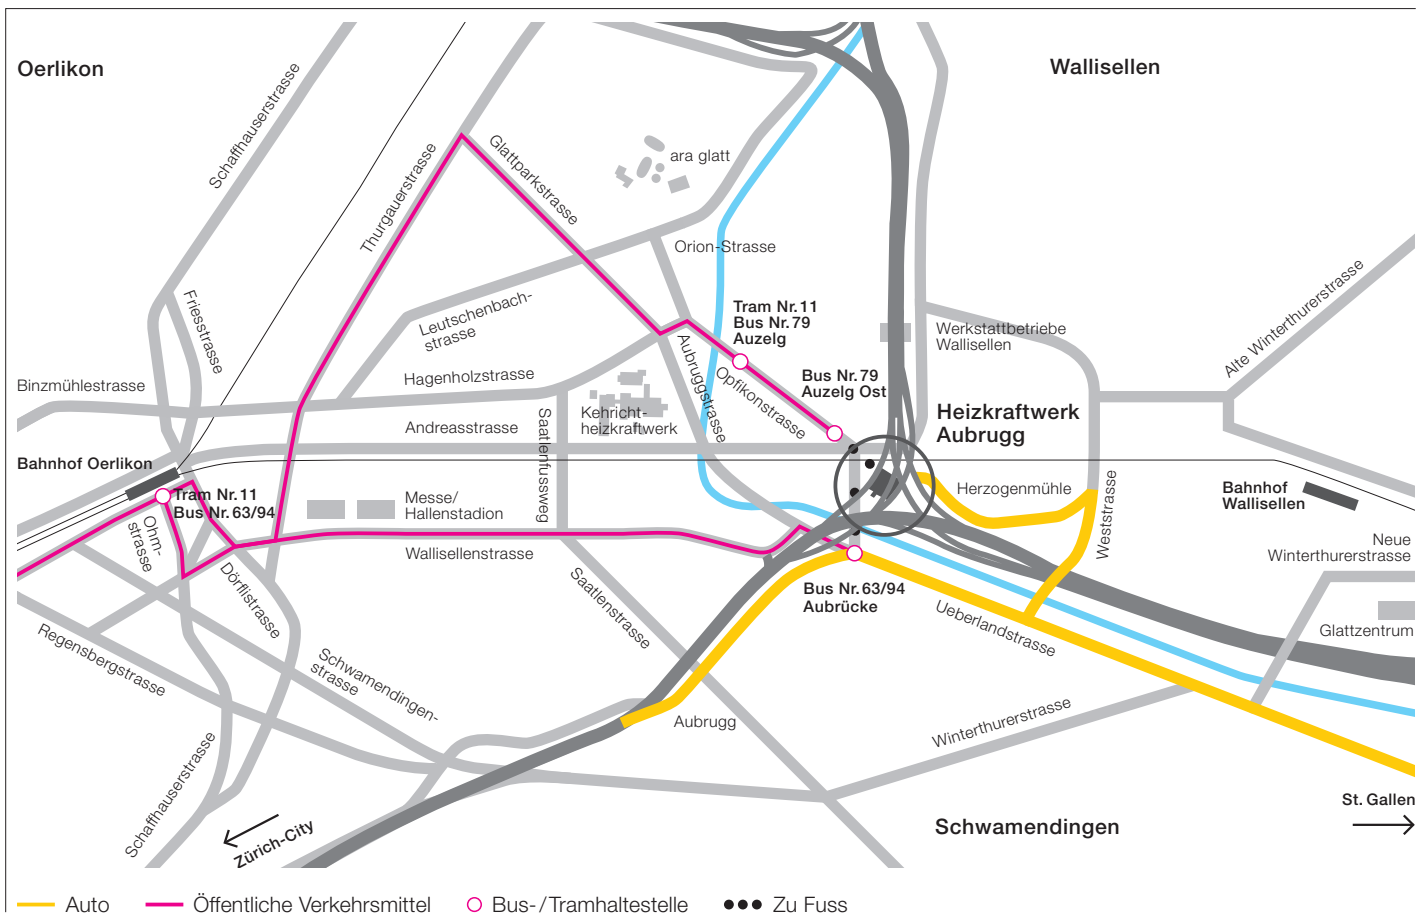 Oerlikon
Wallisellen
Schaffhauserstrasse
Thurgauerstrasse
Glattparkstrasse
ara glatt
Orion-Strasse
Friesstrasse
Leutschenbach-
strasse
Tram Nr. 11
Bus Nr. 79
Auzelg
Werkstattbetriebe
Wallisellen
Alte Winterthurerstrasse
Binzmühlestrasse
Hagenholzstrasse
Aubruggstrasse
Opfikonstrasse
Bus Nr. 79
Auzelg Ost
Heizkraftwerk
Aubrugg
Kehricht-
heizkraftwerk
Andreasstrasse
Saatlenfussweg
Bahnhof Oerlikon
Tram Nr. 11
Bus Nr. 63/94
Messe/
Hallenstadion
Herzogenmühle
Bahnhof
Wallisellen
Ohm-
strasse
Wallisellenstrasse
Weststrasse
Neue
Winterthurerstrasse
Dörflistrasse
Saatlenstrasse
Bus Nr. 63/94
Aubrücke
Ueberlandstrasse
Glattzentrum
Regensbergstrasse
Schwamendingen-
strasse
Aubrugg
Winterthurerstrasse
Schaffhauserstrasse
Zürich-City
Schwamendingen
St. Gallen
Auto
Öffentliche Verkehrsmittel
Bus-/Tramhaltestelle
Zu Fuss